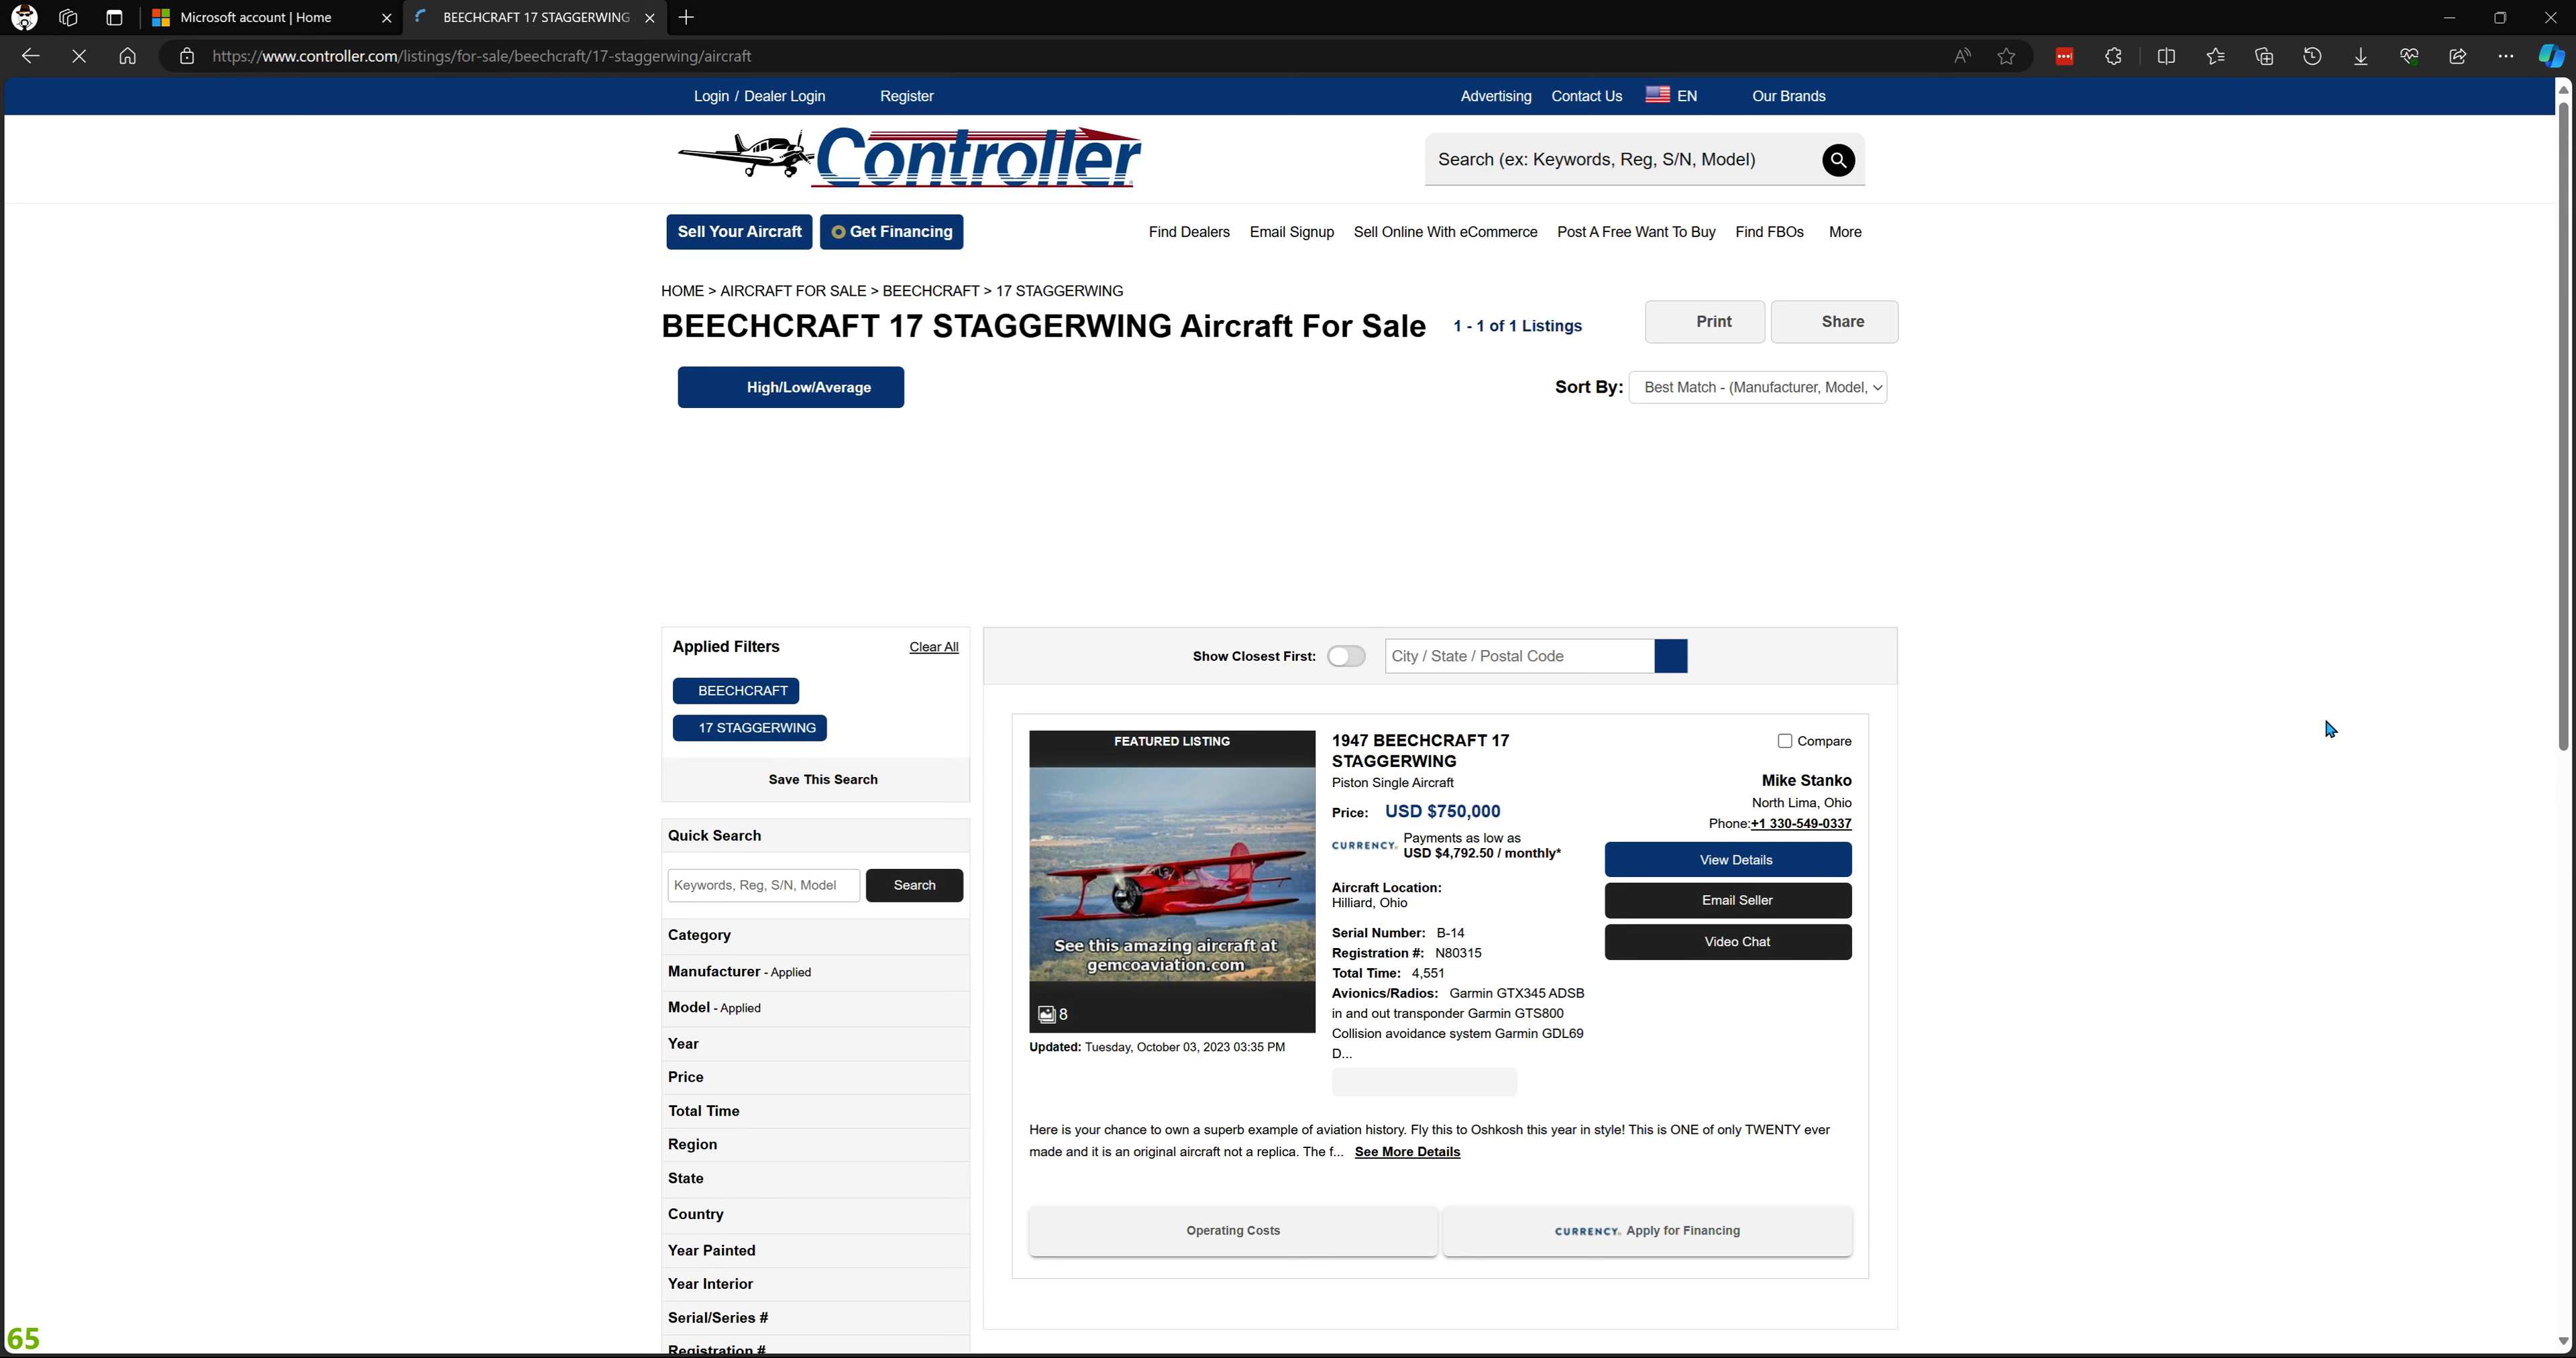 Microsoft account | Home
BEECHCRAFT 17 STAGGERWING
https://www.controller.com/listings/for-sale/beechcraft/17-staggerwing/aircraft
Login / Dealer Login
Register
Advertising
Contact Us
EN
Our Brands
Controller
Search (ex: Keywords, Reg, S/N, Model)
Sell Your Aircraft
Get Financing
Find Dealers
Email Signup
Sell Online With eCommerce
Post A Free Want To Buy
Find FBOs
More
HOME > AIRCRAFT FOR SALE > BEECHCRAFT > 17 STAGGERWING
BEECHCRAFT 17 STAGGERWING Aircraft For Sale
1 - 1 of 1 Listings
Print
Share
High/Low/Average
Sort By:
Best Match - (Manufacturer, Model,
Applied Filters
Clear All
BEECHCRAFT
17 STAGGERWING
Save This Search
Quick Search
Keywords, Reg, S/N, Model
Search
Category
Manufacturer - Applied
Model - Applied
Year
Price
Total Time
Region
State
Country
Year Painted
Year Interior
Serial/Series #
Registration #
Show Closest First:
City / State / Postal Code
FEATURED LISTING
See this amazing aircraft at
gemcoaviation.com
8
Updated: Tuesday, October 03, 2023 03:35 PM
1947 BEECHCRAFT 17
STAGGERWING
Piston Single Aircraft
Price: USD $750,000
CURRENCY.
Payments as low as
USD $4,792.50 / monthly*
Aircraft Location:
Hilliard, Ohio
Serial Number: B-14
Registration #: N80315
Total Time: 4,551
Avionics/Radios: Garmin GTX345 ADSB
in and out transponder Garmin GTS800
Collision avoidance system Garmin GDL69
D...
Compare
Mike Stanko
North Lima, Ohio
Phone:+1 330-549-0337
View Details
Email Seller
Video Chat
Here is your chance to own a superb example of aviation history. Fly this to Oshkosh this year in style! This is ONE of only TWENTY ever
made and it is an original aircraft not a replica. The f... See More Details
Operating Costs
CURRENCY. Apply for Financing
65